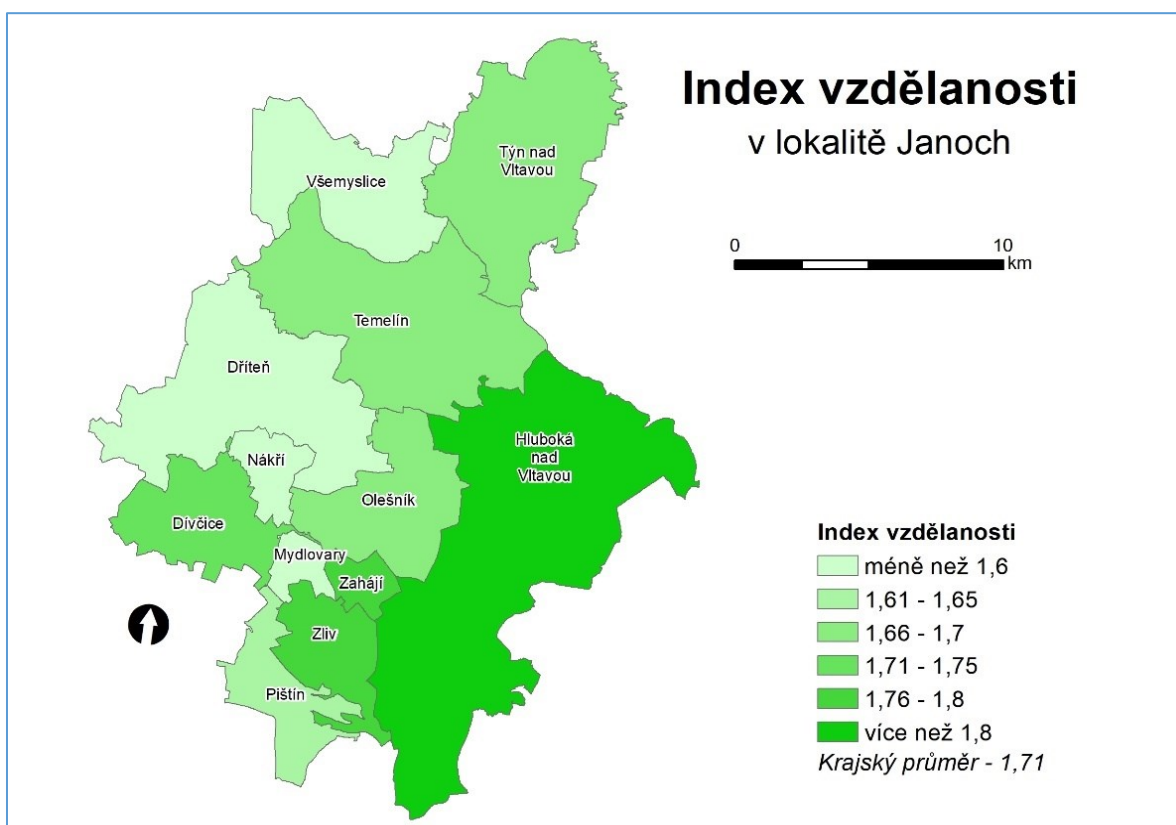 Index vzdělanosti
v lokalitě Janoch
0
10
km
Týn nad
Vltavou
Všemyslice
Temelín
Dříteň
Hluboká
nad
Vltavou
Nákří
Olešník
Dívčice
Mydlovary
Zahájí
Zliv
Pištín
Index vzdělanosti
méně než 1,6
1,61 - 1,65
1,66 - 1,7
1,71 - 1,75
1,76 - 1,8
více než 1,8
Krajský průměr - 1,71